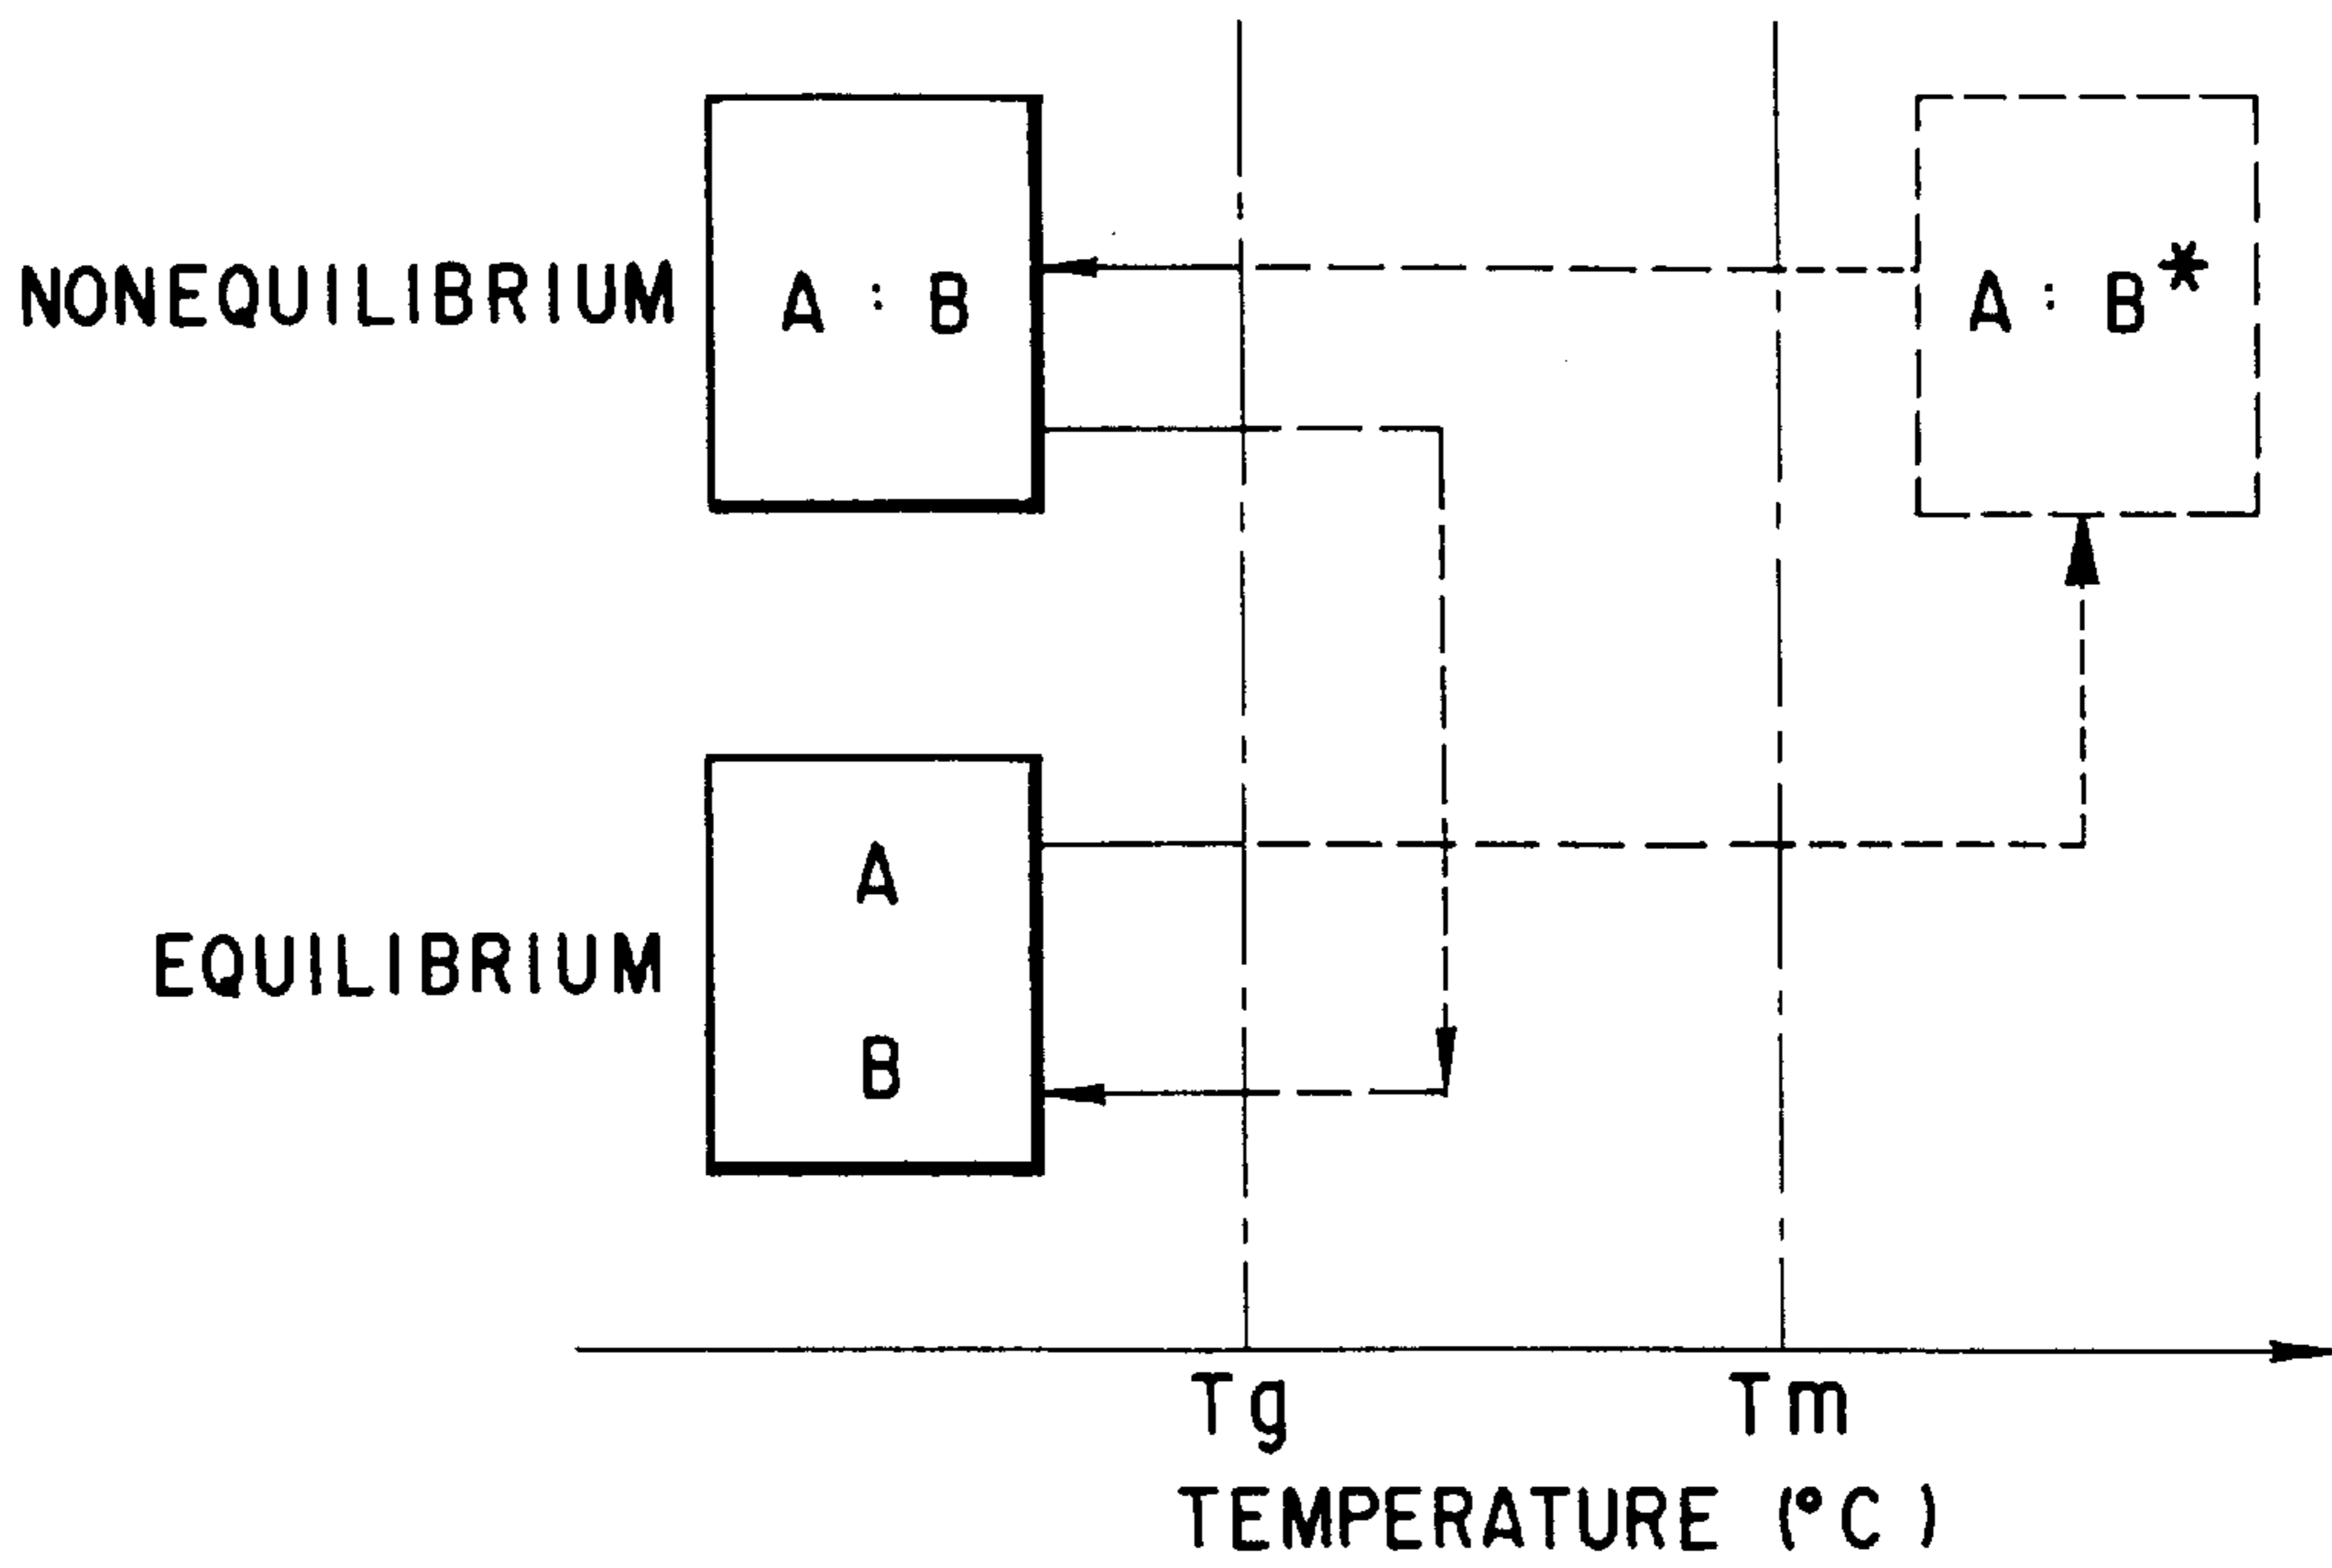 NONEQUILIBRIUM
A : B
A : B*
EQUILIBRIUM
A
B
Tg
Tm
TEMPERATURE (°C)